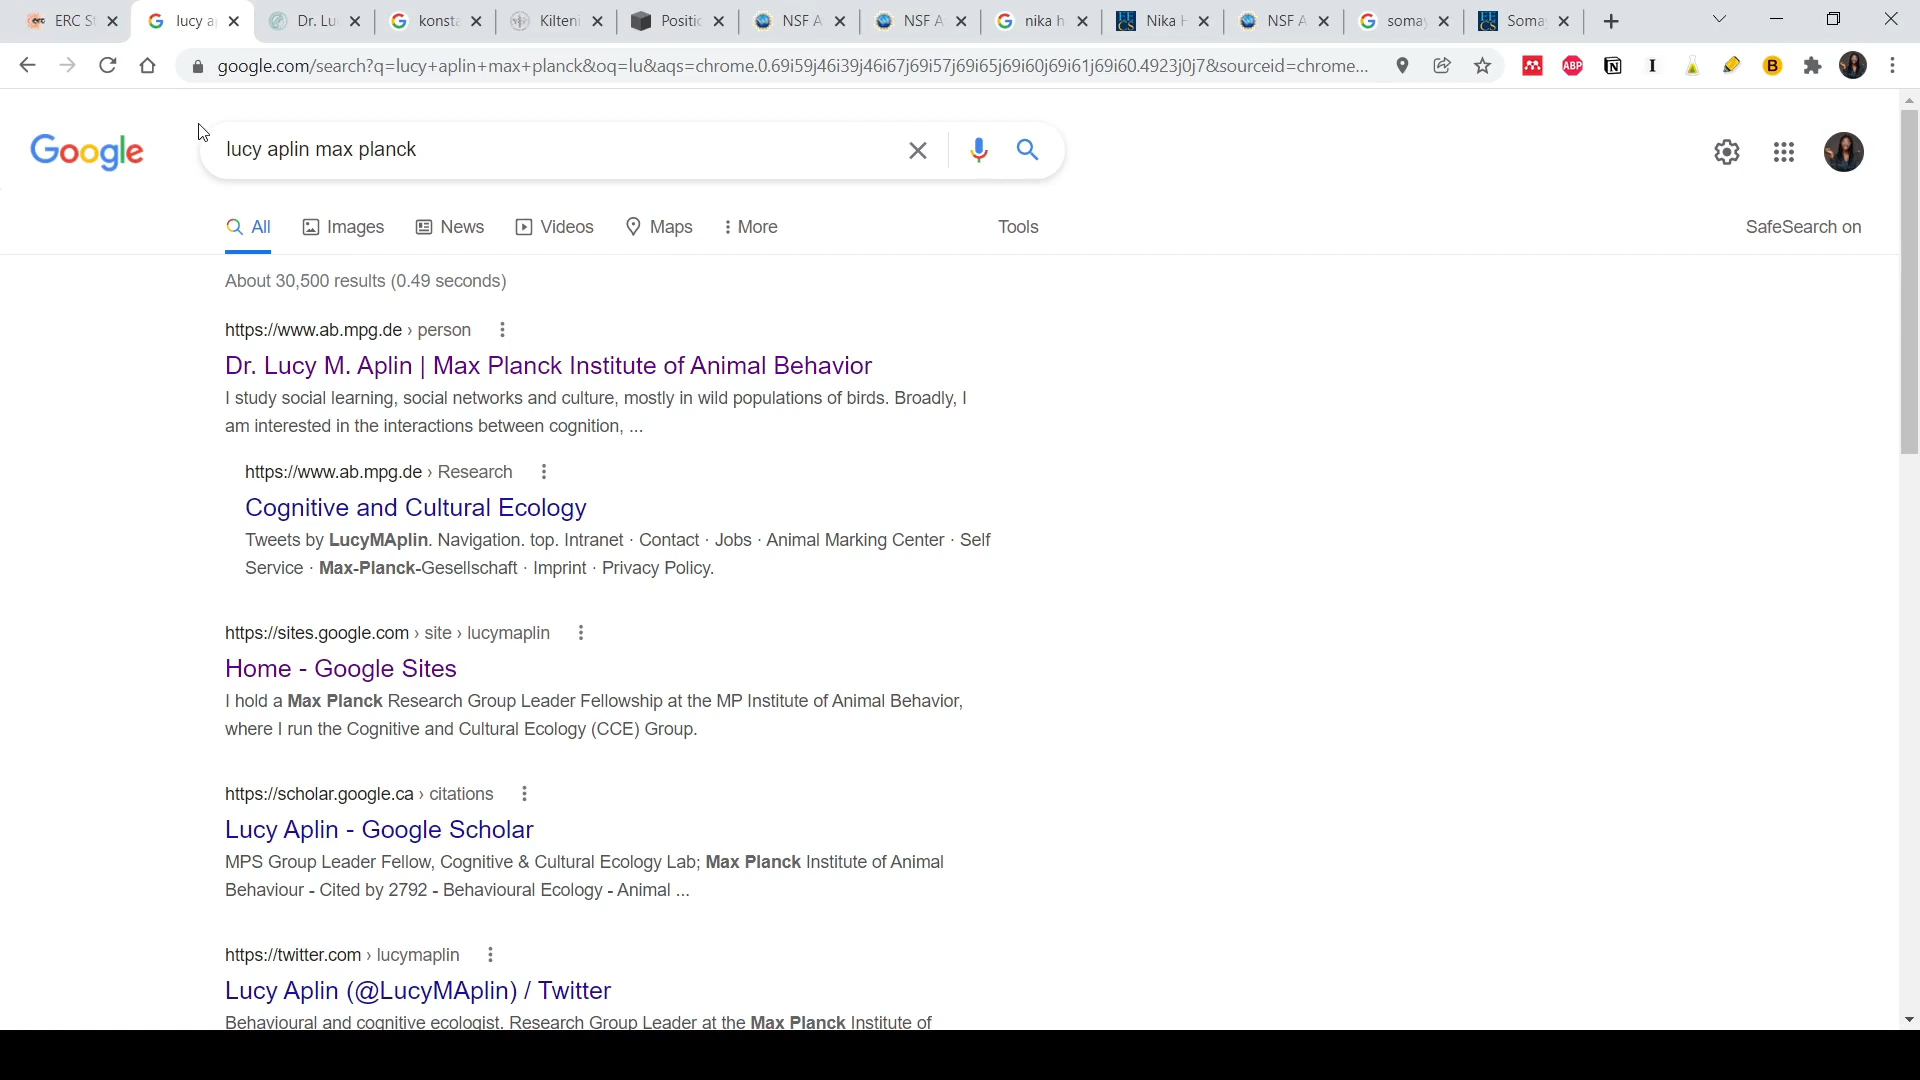 ERC St
lucy a
Dr. Lu
konsta
Kilteni
Positic
NSF A
NSF A
nika h
Nika H
NSF A
somay
Somay
google.com/search?q=lucy+aplin+max+planck&oq=lu&aqs=chrome.0.69i59j46i39j46i67j69i57j69i65j69i60j69i61j69i60.4923j0j7&sourceid=chrome...
ABP
B
Google
lucy aplin max planck
All Images News Videos Maps More Tools SafeSearch on
About 30,500 results (0.49 seconds)
https://www.ab.mpg.de › person
Dr. Lucy M. Aplin | Max Planck Institute of Animal Behavior
I study social learning, social networks and culture, mostly in wild populations of birds. Broadly, I
am interested in the interactions between cognition, ...
https://www.ab.mpg.de › Research
Cognitive and Cultural Ecology
Tweets by LucyMAplin. Navigation. top. Intranet · Contact · Jobs · Animal Marking Center · Self
Service · Max-Planck-Gesellschaft · Imprint · Privacy Policy.
https://sites.google.com › site › lucymaplin
Home - Google Sites
I hold a Max Planck Research Group Leader Fellowship at the MP Institute of Animal Behavior,
where I run the Cognitive and Cultural Ecology (CCE) Group.
https://scholar.google.ca › citations
Lucy Aplin - Google Scholar
MPS Group Leader Fellow, Cognitive & Cultural Ecology Lab; Max Planck Institute of Animal
Behaviour - Cited by 2792 - Behavioural Ecology - Animal ...
https://twitter.com › lucymaplin
Lucy Aplin (@LucyMAplin) / Twitter
Behavioural and cognitive ecologist. Research Group Leader at the Max Planck Institute of